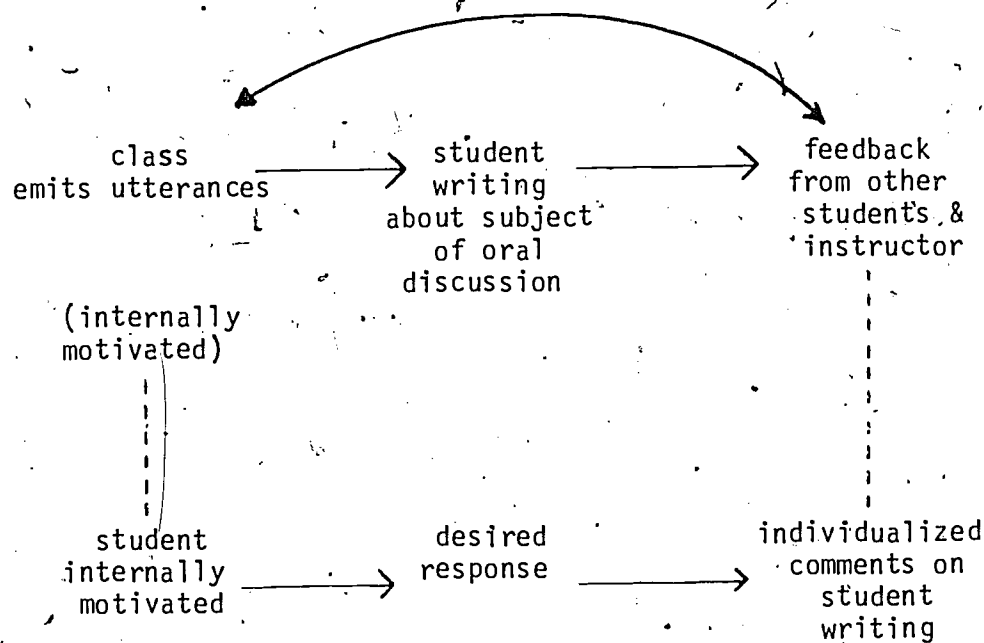 class
emits utterances
student
writing
about subject
of oral
discussion
feedback
from other
students &
instructor
(internally
motivated)
student
internally
motivated
desired
response
individualized
comments on
student
writing